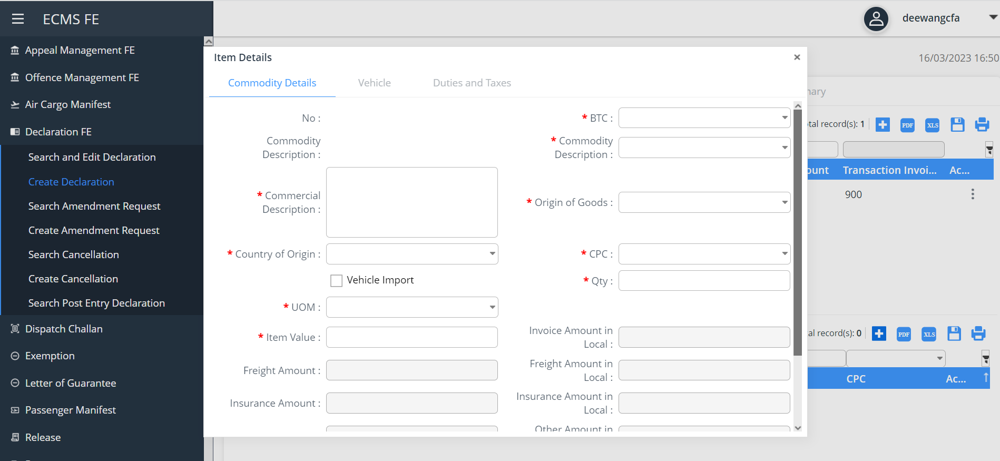 ECMS FE
deewangcfa
Appeal Management FE
Offence Management FE
Air Cargo Manifest
Declaration FE
Search and Edit Declaration
Create Declaration
Search Amendment Request
Create Amendment Request
Search Cancellation
Create Cancellation
Search Post Entry Declaration
Dispatch Challan
Exemption
Letter of Guarantee
Passenger Manifest
Release
16/03/2023 16:50
Item Details
×
Commodity Details
Vehicle
Duties and Taxes
No :
* BTC :
Commodity
Description :
* Commodity
Description :
* Commercial
Description :
* Origin of Goods :
* Country of Origin :
* CPC :
Vehicle Import
* Qty :
* UOM :
* Item Value :
Invoice Amount in
Local :
Freight Amount :
Freight Amount in
Local :
Insurance Amount :
Insurance Amount in
Local :
Other Amount in
nary
tal record(s): 1
PDF
XLS
ount
Transaction Invoi...
Ac...
900
al record(s): 0
PDF
XLS
CPC
Ac...